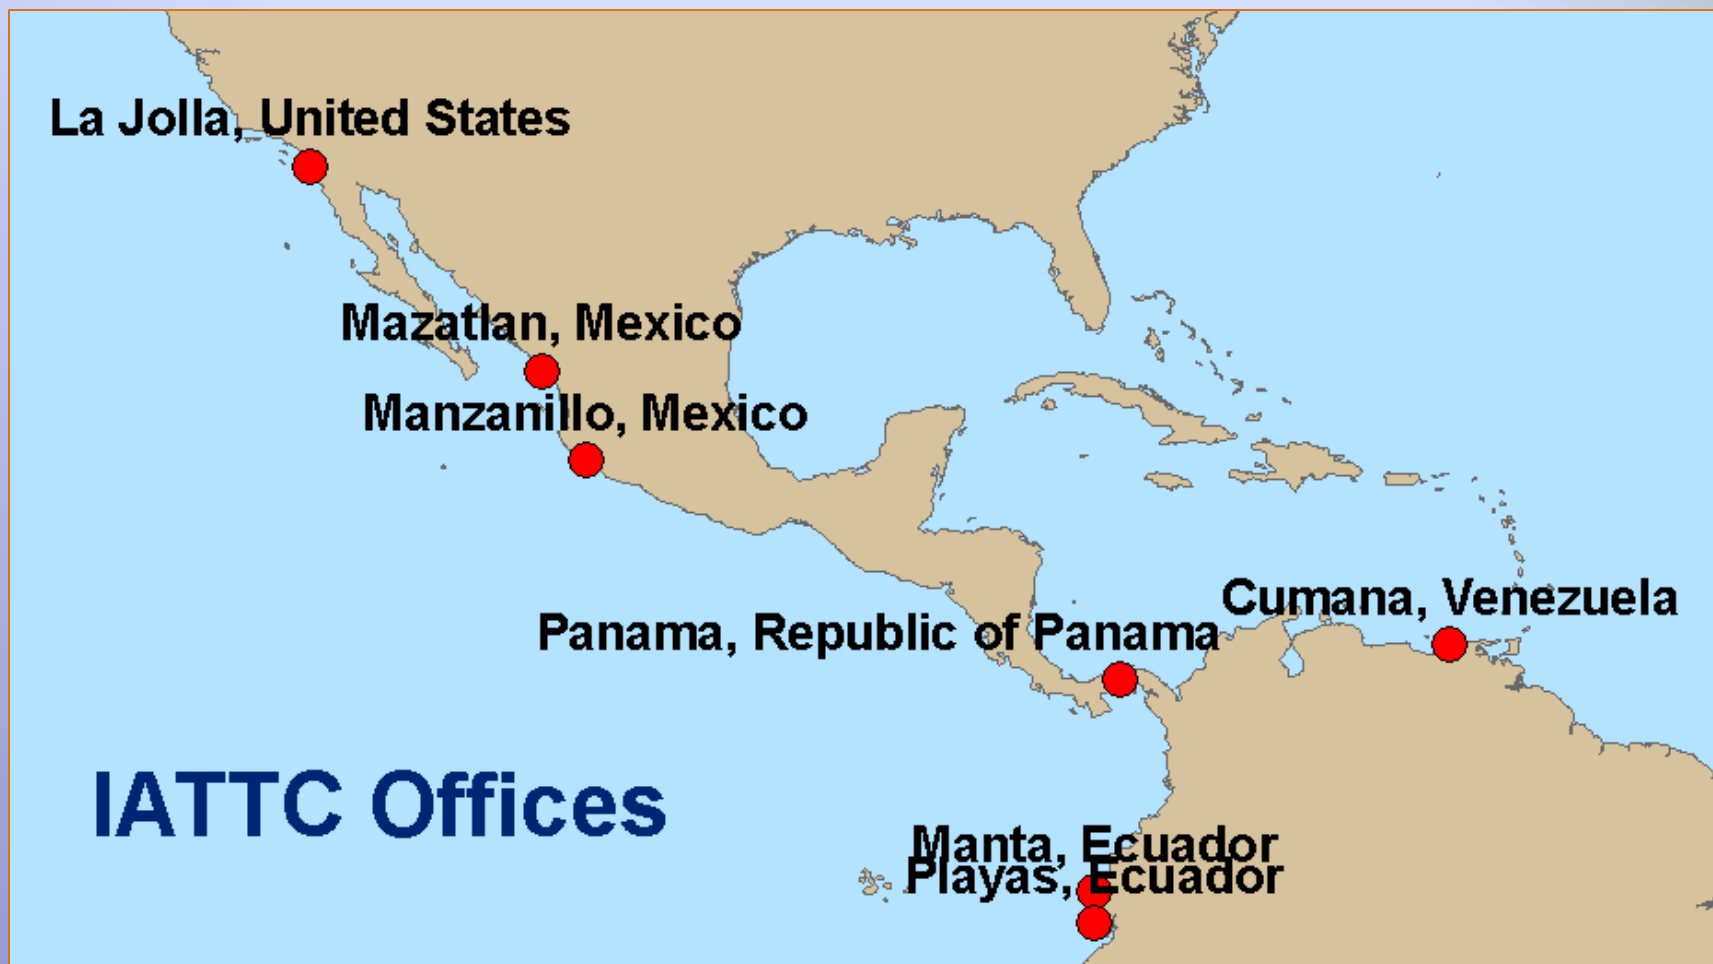 La Jolla, United States
Mazatlan, Mexico
Manzanillo, Mexico
Cumana, Venezuela
Panama, Republic of Panama
IATTC Offices
Manta, Ecuador
Playas, Ecuador